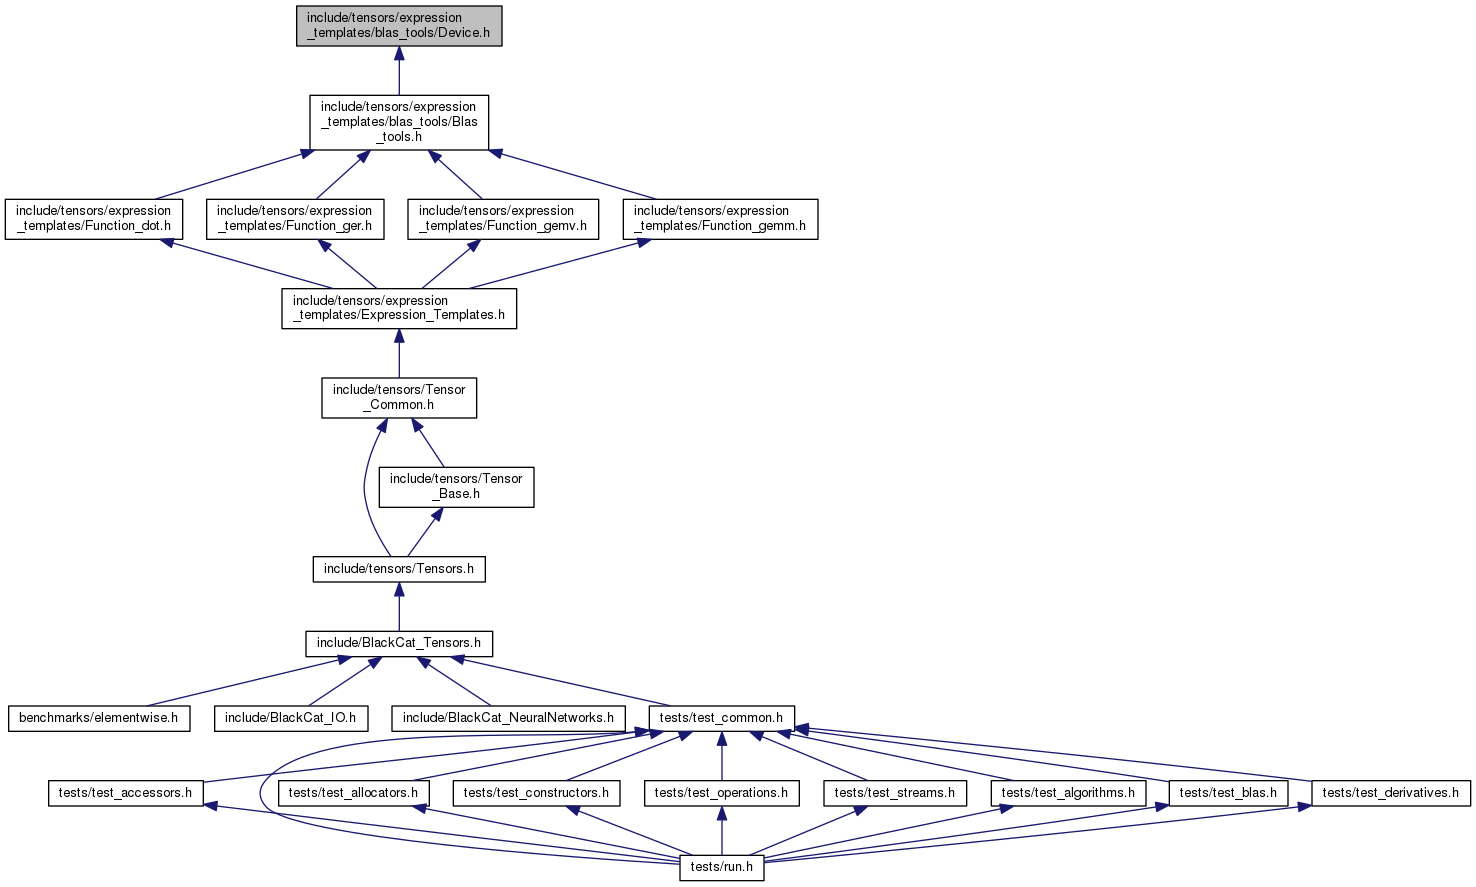 include/tensors/expression
_templates/blas_tools/Device.h
include/tensors/expression
_templates/blas_tools/Blas
_tools.h
include/tensors/expression
_templates/Function_dot.h
include/tensors/expression
_templates/Function_ger.h
include/tensors/expression
_templates/Function_gemv.h
include/tensors/expression
_templates/Function_gemm.h
include/tensors/expression
_templates/Expression_Templates.h
include/tensors/Tensor
_Common.h
include/tensors/Tensor
_Base.h
include/tensors/Tensors.h
include/BlackCat_Tensors.h
benchmarks/elementwise.h
include/BlackCat_IO.h
include/BlackCat_NeuralNetworks.h
tests/test_common.h
tests/test_accessors.h
tests/test_allocators.h
tests/test_constructors.h
tests/test_operations.h
tests/test_streams.h
tests/test_algorithms.h
tests/test_blas.h
tests/test_derivatives.h
tests/run.h